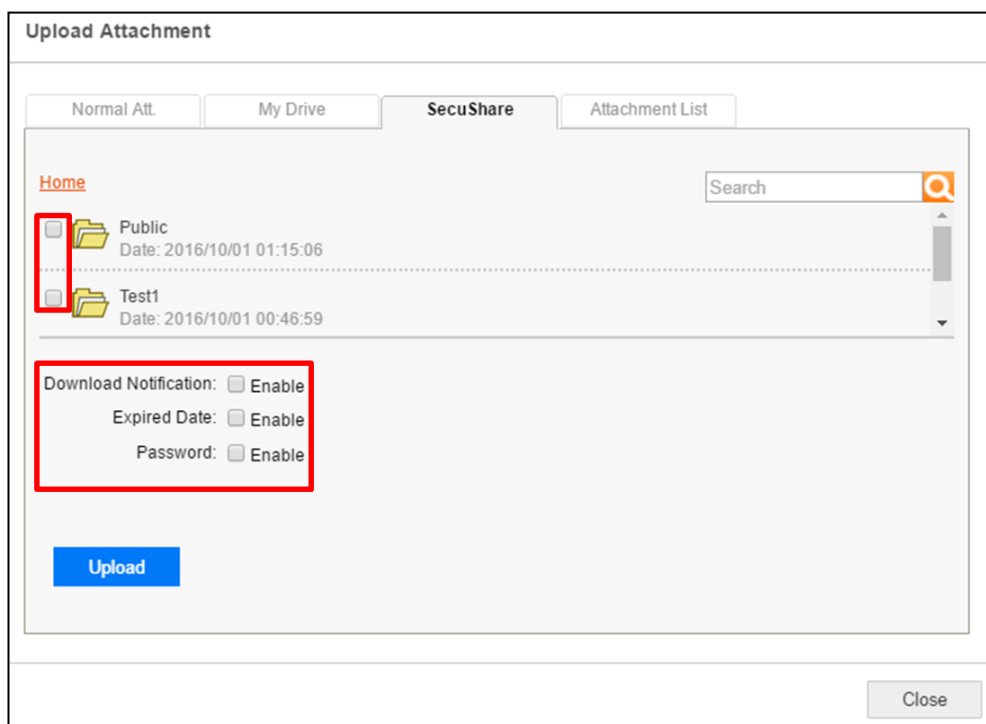 Upload Attachment
Normal Att. My Drive SecuShare Attachment List
Home
Search
Public
Date: 2016/10/01 01:15:06
Test1
Date: 2016/10/01 00:46:59
Download Notification: Enable
Expired Date: Enable
Password: Enable
Upload
Close